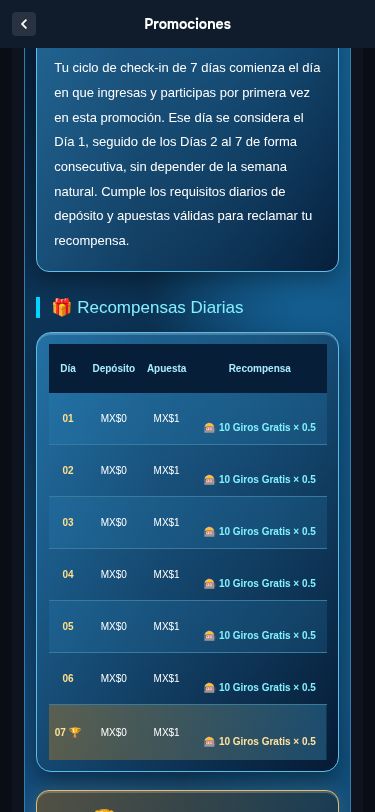 Promociones
Tu ciclo de check-in de 7 días comienza el día
en que ingresas y participas por primera vez
en esta promoción. Ese día se considera el
Día 1, seguido de los Días 2 al 7 de forma
consecutiva, sin depender de la semana
natural. Cumple los requisitos diarios de
depósito y apuestas válidas para reclamar tu
recompensa.
🎁 Recompensas Diarias
Día Depósito Apuesta Recompensa
01 MX$0 MX$1 🎰 10 Giros Gratis × 0.5
02 MX$0 MX$1 🎰 10 Giros Gratis × 0.5
03 MX$0 MX$1 🎰 10 Giros Gratis × 0.5
04 MX$0 MX$1 🎰 10 Giros Gratis × 0.5
05 MX$0 MX$1 🎰 10 Giros Gratis × 0.5
06 MX$0 MX$1 🎰 10 Giros Gratis × 0.5
07 🏆 MX$0 MX$1 🎰 10 Giros Gratis × 0.5